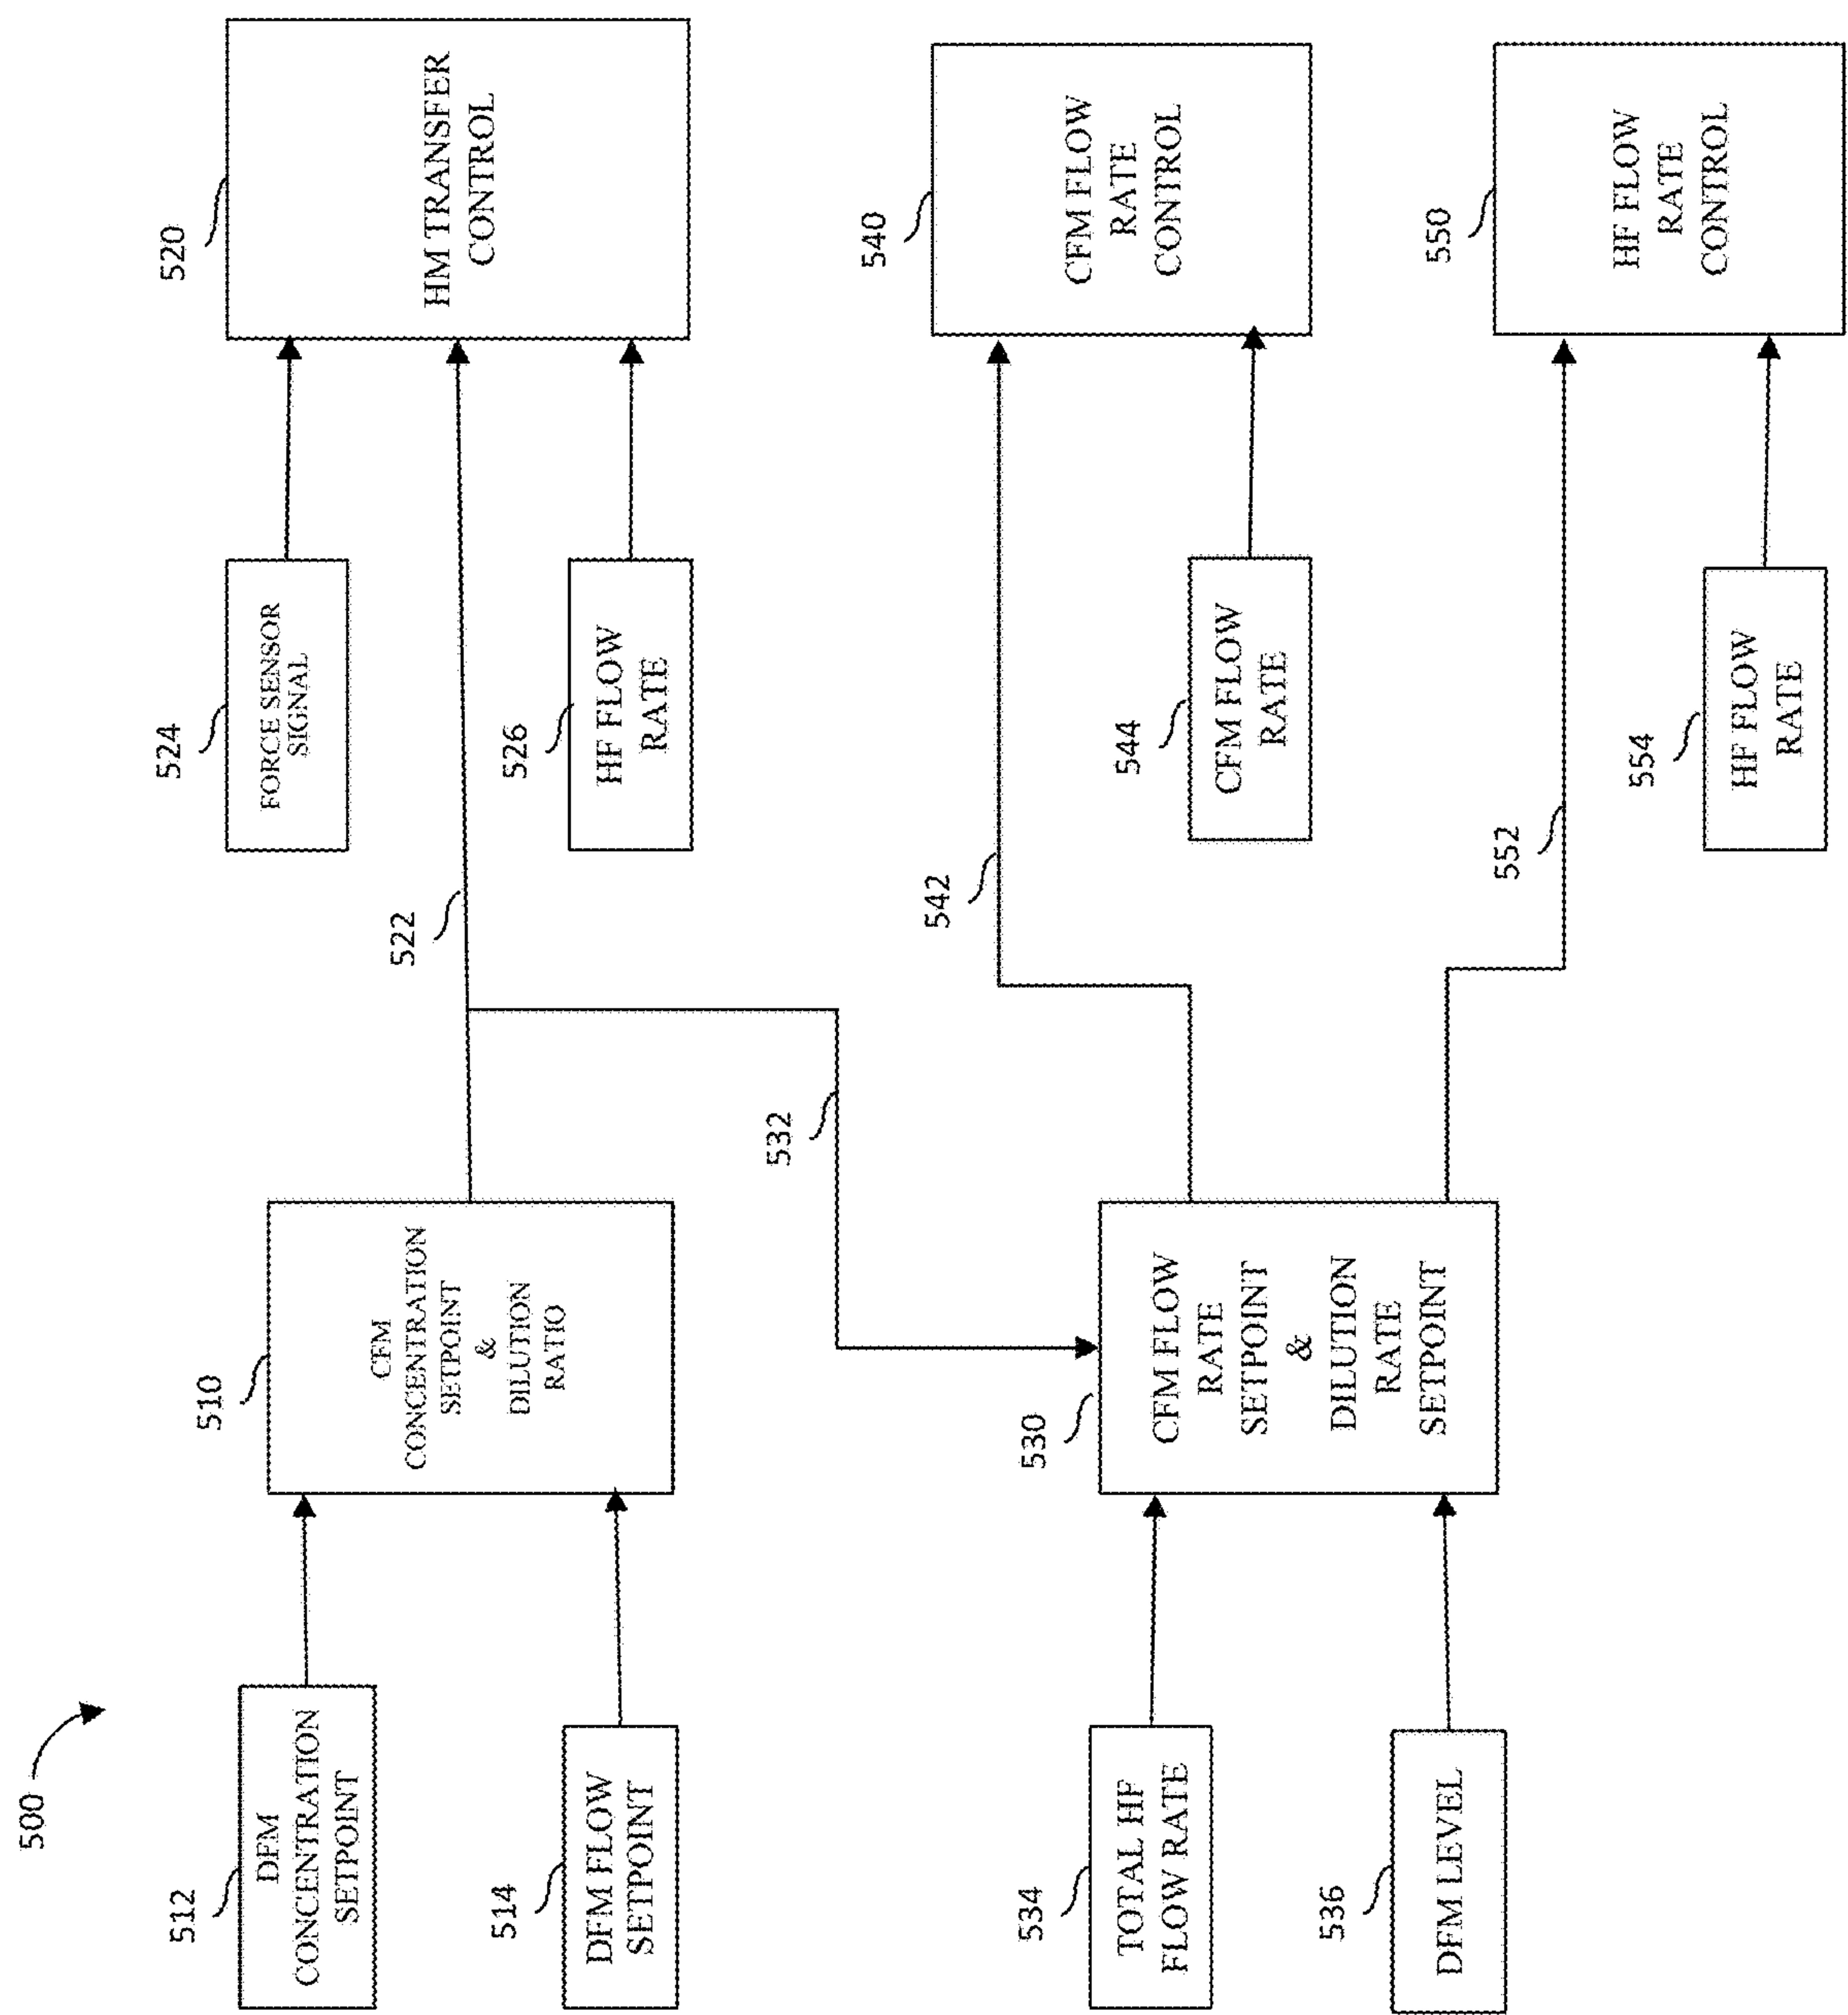 500
512
DFM
CONCENTRATION
SETPOINT
514
DFM FLOW
SETPOINT
510
CFM
CONCENTRATION
SETPOINT
&
DILUTION
RATIO
522
524
FORCE SENSOR
SIGNAL
526
HF FLOW
RATE
520
HM TRANSFER
CONTROL
532
534
TOTAL HF
FLOW RATE
536
DFM LEVEL
530
CFM FLOW
RATE
SETPOINT
&
DILUTION
RATE
SETPOINT
542
544
CFM FLOW
RATE
540
CFM FLOW
RATE
CONTROL
552
554
HF FLOW
RATE
550
HF FLOW
RATE
CONTROL